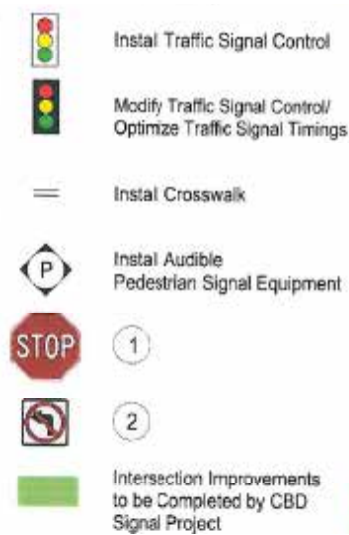 Instal Traffic Signal Control
Modify Traffic Signal Control/
Optimize Traffic Signal Timings
Instal Crosswalk
P
Instal Audible
Pedestrian Signal Equipment
STOP
1
2
Intersection Improvements
to be Completed by CBD
Signal Project